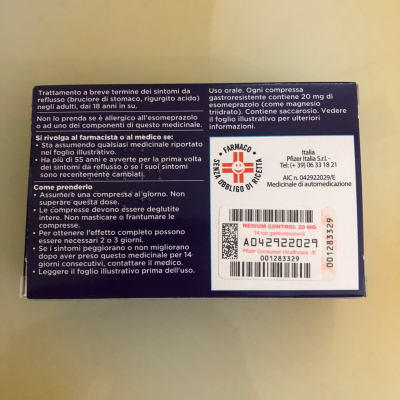 Trattamento a breve termine dei sintomi da
reflusso (bruciore di stomaco, rigurgito acido)
negli adulti, dai 18 anni in su.
Non lo prenda se è allergico all'esomeprazolo
o ad uno dei componenti di questo medicinale.
Si rivolga al farmacista o al medico se:
• Sta assumendo qualsiasi medicinale riportato
nel foglio illustrativo.
• Ha più di 55 anni e avverte per la prima volta
dei sintomi da reflusso o se i suoi sintomi
sono recentemente cambiati.
Come prenderlo
• Assumere una compressa al giorno. Non
superare questa dose.
• Le compresse devono essere deglutite
intere. Non masticare o frantumare le
compresse.
• Per ottenere l'effetto completo possono
essere necessari 2 o 3 giorni.
• Se i sintomi peggiorano o non migliorano
dopo aver preso questo medicinale per 14
giorni consecutivi, contattare il medico.
• Leggere il foglio illustrativo prima dell'uso.
Uso orale. Ogni compressa
gastroresistente contiene 20 mg di
esomeprazolo (come magnesio
triidrato). Contiene saccarosio. Vedere
il foglio illustrativo per ulteriori
informazioni.
FARMACO
SENZA OBBLIGO DI RICETTA
Italia
Pfizer Italia S.r.l. -
Tel: (+ 39) 06 33 18 21
AIC n. 042922029/E
Medicinale di automedicazione
NEXIUM CONTROL 20 MG
14 cpr gastroresistenti
A042922029
Pfizer Consumer Healthcare
001283329
001283329